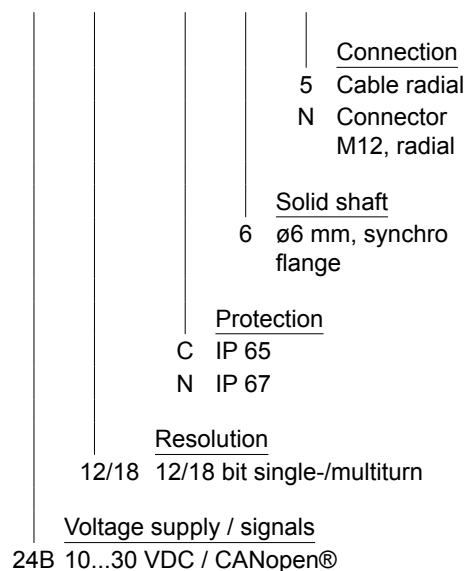 Connection
5 Cable radial
N Connector
M12, radial
Solid shaft
6 ø6 mm, synchro
flange
Protection
C IP 65
N IP 67
Resolution
12/18 12/18 bit single-/multiturn
Voltage supply / signals
24B 10...30 VDC / CANopen®